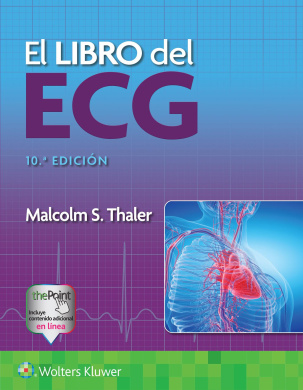 El LIBRO del
ECG
10.ª EDICIÓN
Malcolm S. Thaler
thePoint
Incluye
contenido adicional
en línea
Wolters Kluwer